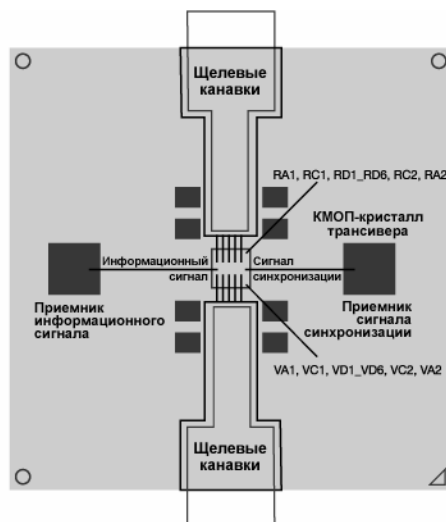 Щелевые
канавки
RA1, RC1, RD1_RD6, RC2, RA2
КМОП-кристалл
трансивера
Информационный
сигнал
Сигнал
синхронизации
Приемник
информационного
сигнала
Приемник
сигнала
синхронизации
VA1, VC1, VD1_VD6, VC2, VA2
Щелевые
канавки